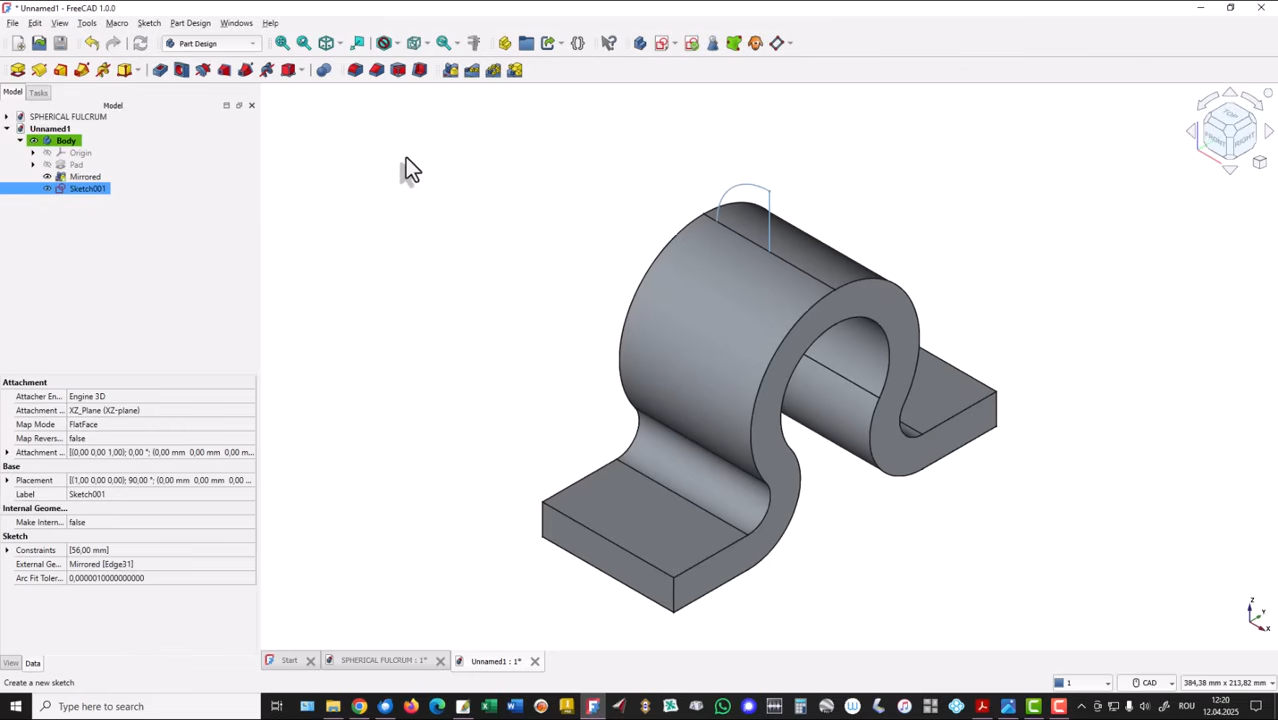 * Unnamed1 - FreeCAD 1.0.0
File Edit View Tools Macro Sketch Part Design Windows Help
Part Design
Model Tasks
Model
SPHERICAL FULCRUM
Unnamed1
Body
Origin
Pad
Mirrored
Sketch001
TOP
FRONT
RIGHT
Attachment
Attacher En... Engine 3D
Attachment ... XZ_Plane (XZ-plane)
Map Mode FlatFace
Map Revers... false
Attachment ... [(0,00 0,00 1,00); 0,00 °; (0,00 mm 0,00 mm 0,00 m...
Base
Placement [(1,00 0,00 0,00); 90,00 °; (0,00 mm 0,00 mm 0,00 ...
Label Sketch001
Internal Geome...
Make Intern... false
Sketch
Constraints [56,00 mm]
External Ge... Mirrored [Edge31]
Arc Fit Toler... 0,0000010000000000
Z
Y
X
View Data
Start SPHERICAL FULCRUM : 1* Unnamed1 : 1*
Create a new sketch
1 CAD 384,38 mm x 213,82 mm
Type here to search
ROU
12:20
12.04.2025